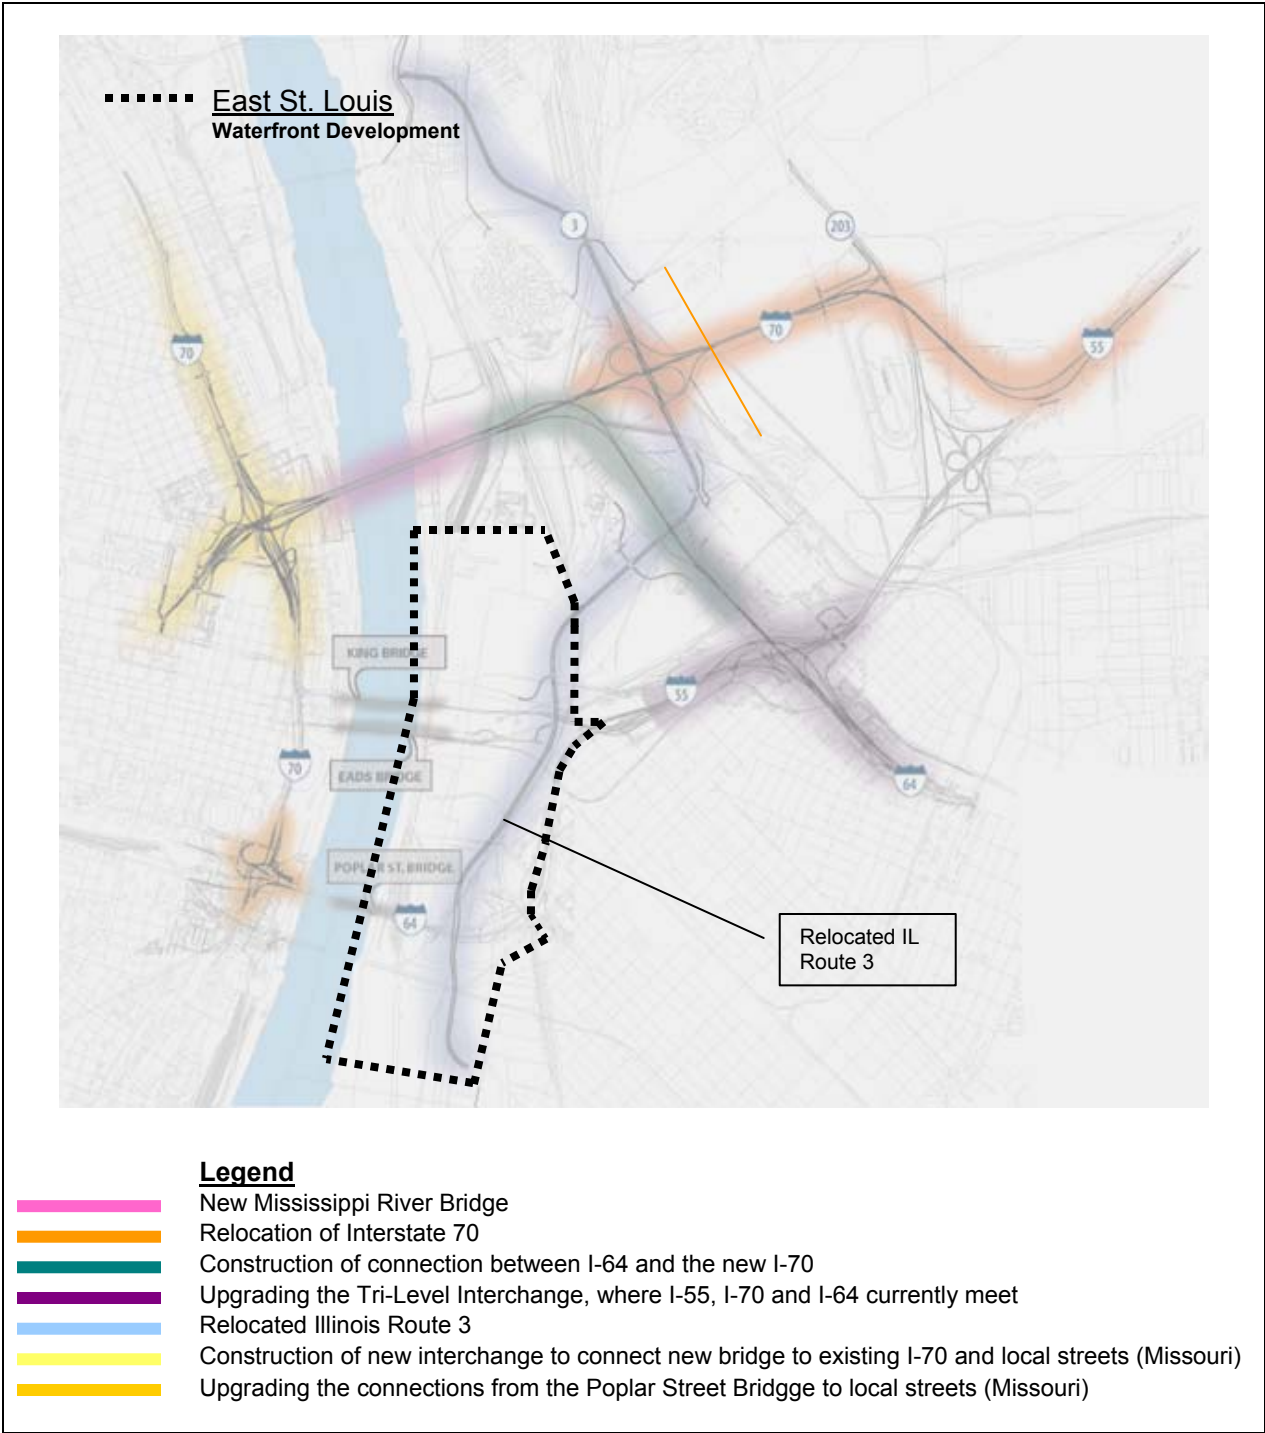 East St. Louis
Waterfront Development
3
203
70
70
55
KING BRIDGE
55
70
EADS BRIDGE
64
POPLAR ST. BRIDGE
64
Relocated IL
Route 3
Legend
New Mississippi River Bridge
Relocation of Interstate 70
Construction of connection between I-64 and the new I-70
Upgrading the Tri-Level Interchange, where I-55, I-70 and I-64 currently meet
Relocated Illinois Route 3
Construction of new interchange to connect new bridge to existing I-70 and local streets (Missouri)
Upgrading the connections from the Poplar Street Bridgge to local streets (Missouri)